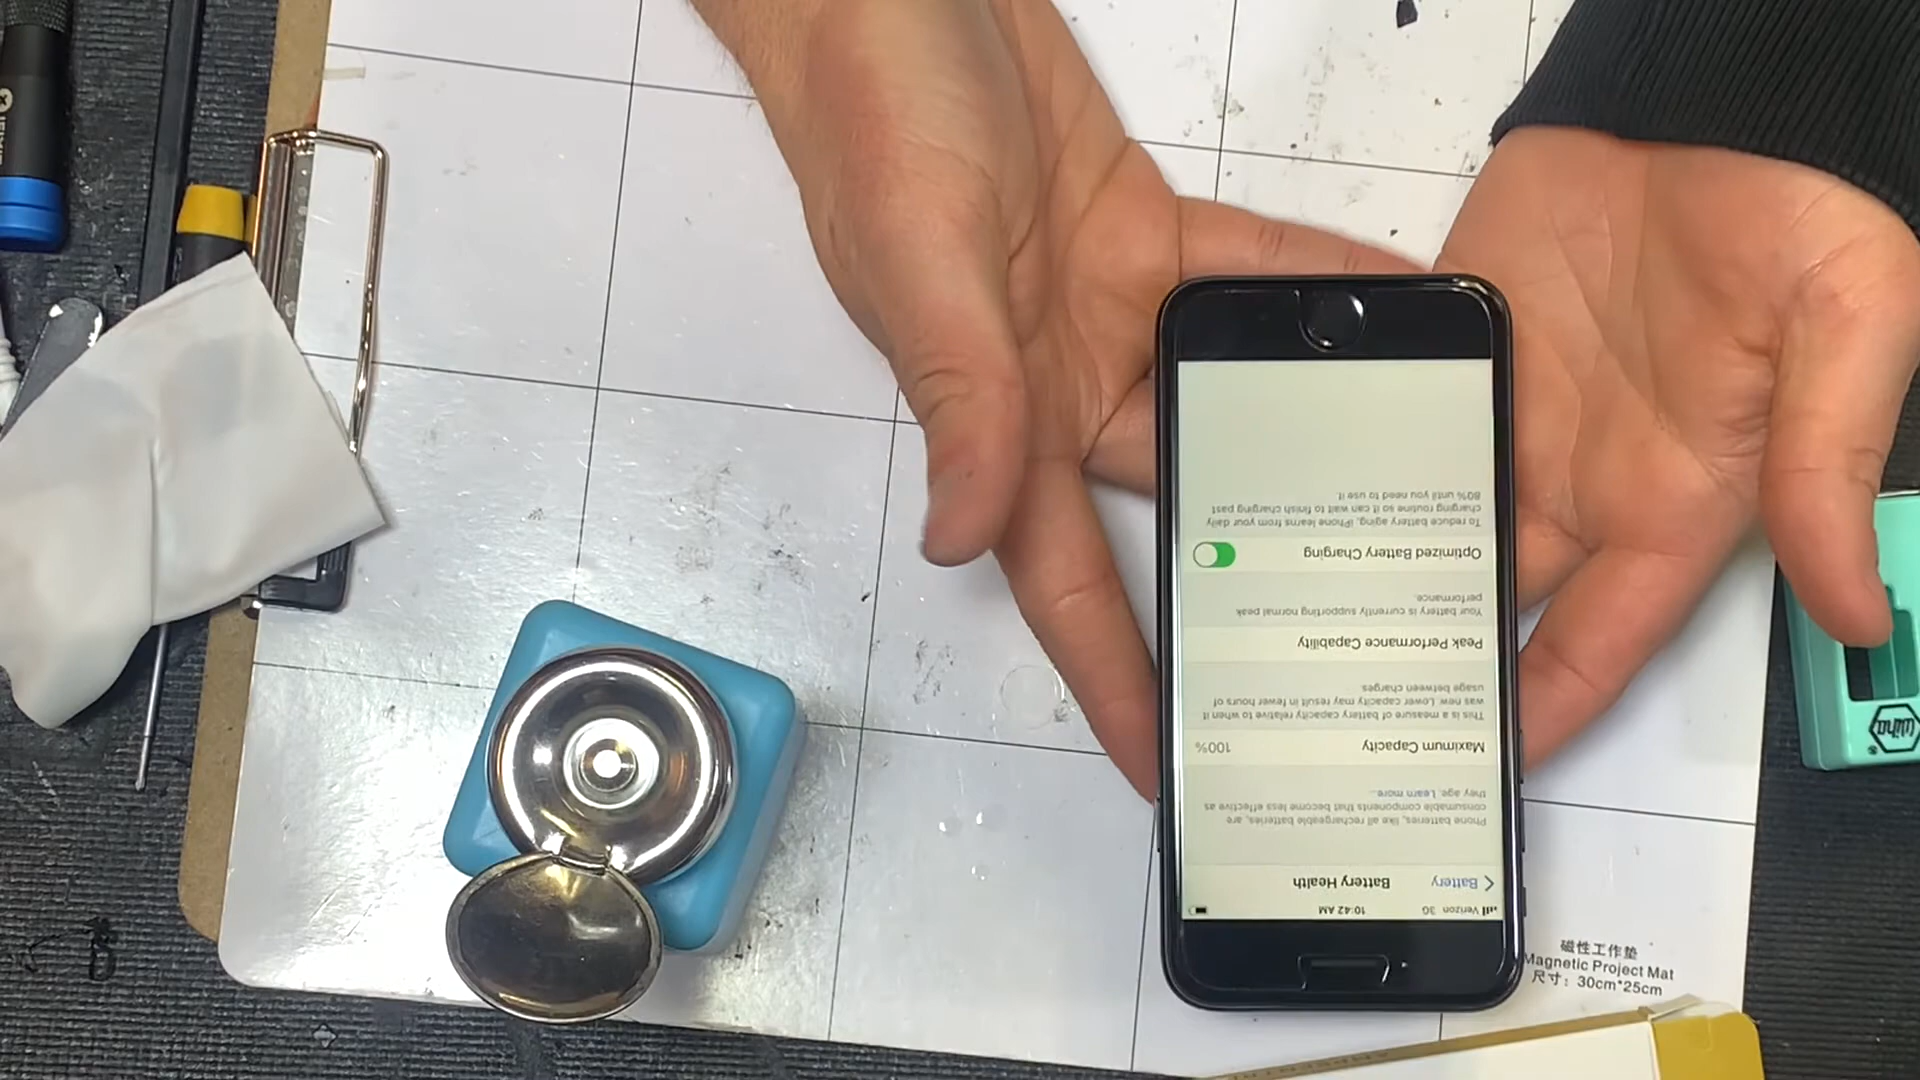 Verizon 3G 10:42 AM
Battery Battery Health
Phone batteries, like all rechargeable batteries, are
consumable components that become less effective as
they age. Learn more...
Maximum Capacity 100%
This is a measure of battery capacity relative to when it
was new. Lower capacity may result in fewer hours of
usage between charges.
Peak Performance Capability
Your battery is currently supporting normal peak
performance.
Optimized Battery Charging
To reduce battery aging, iPhone learns from your daily
charging routine so it can wait to finish charging past
80% until you need to use it.
磁性工作垫
Magnetic Project Mat
尺寸：30cm*25cm
Wiha